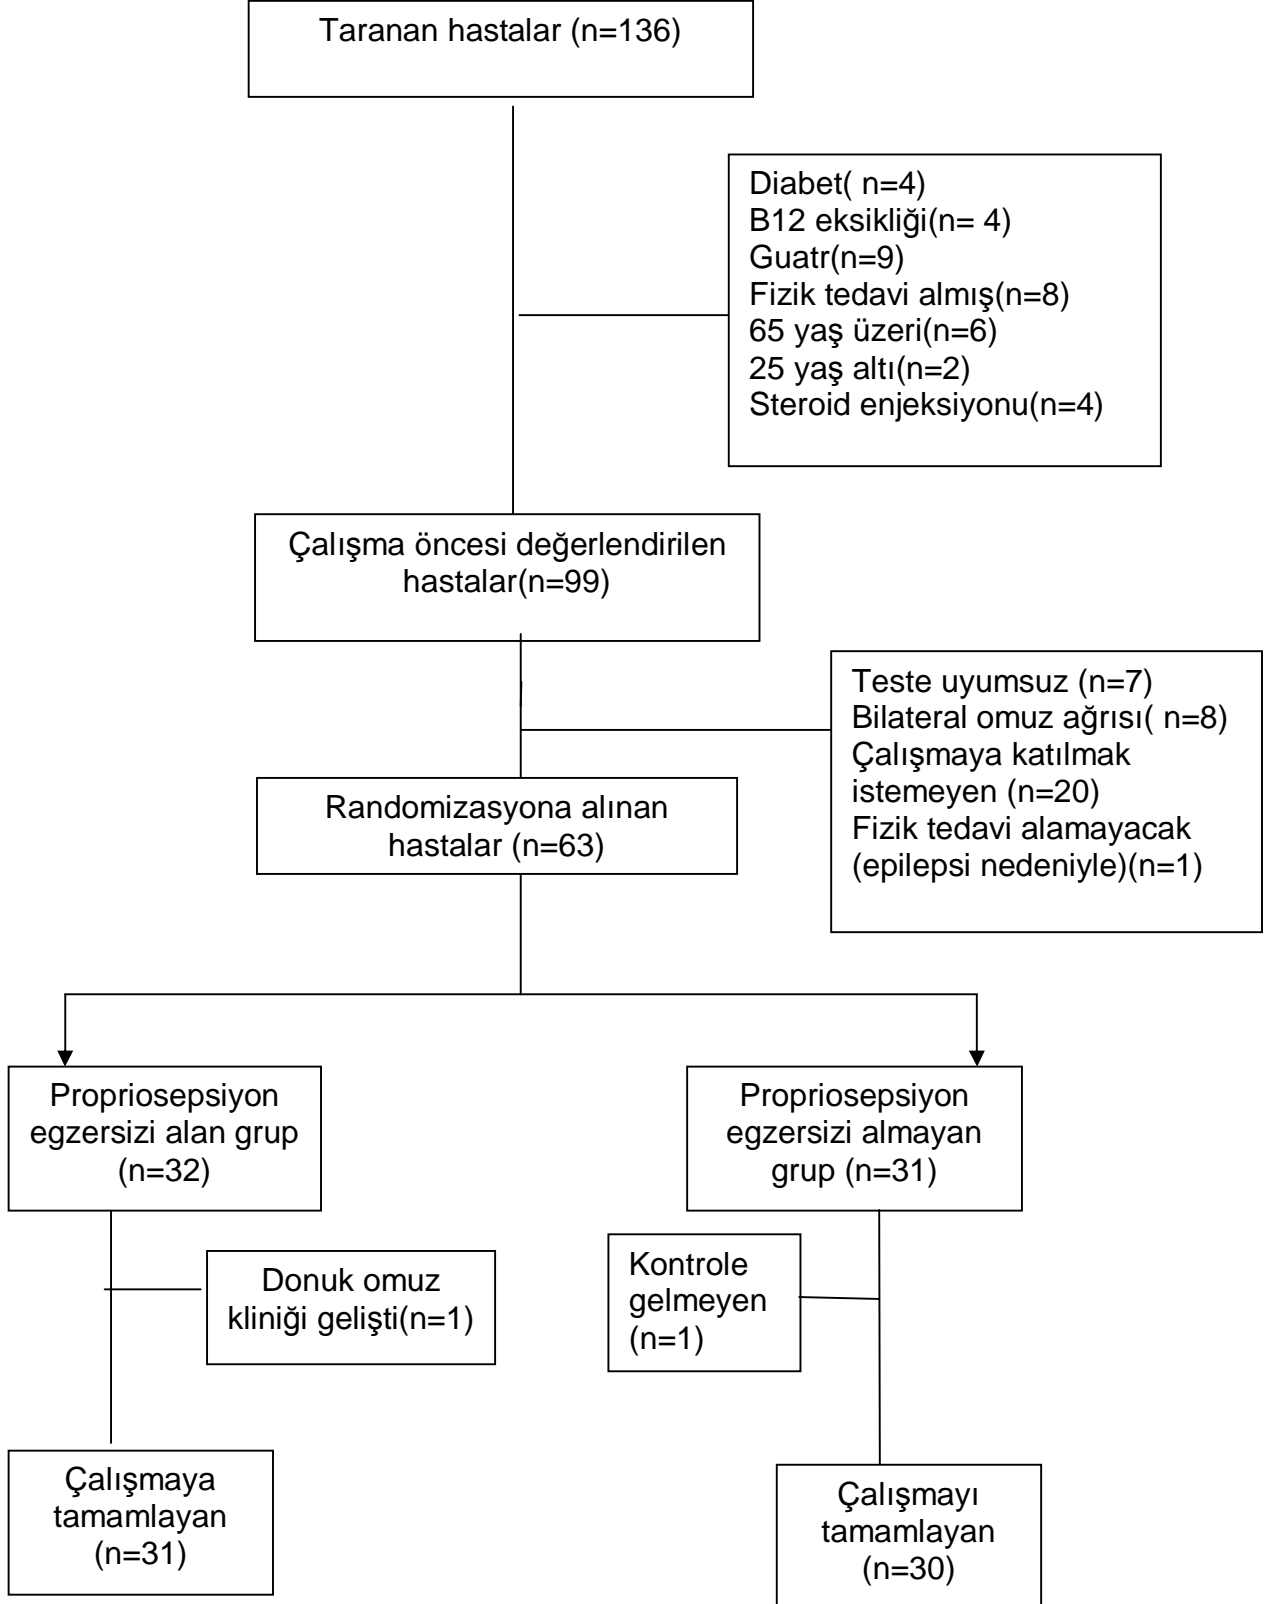 Taranan hastalar (n=136)
Diabet( n=4)
B12 eksikliği(n= 4)
Guatr(n=9)
Fizik tedavi almış(n=8)
65 yaş üzeri(n=6)
25 yaş altı(n=2)
Steroid enjeksiyonu(n=4)
Çalışma öncesi değerlendirilen
hastalar(n=99)
Teste uyumsuz (n=7)
Bilateral omuz ağrısı( n=8)
Çalışmaya katılmak
istemeyen (n=20)
Fizik tedavi alamayacak
(epilepsi nedeniyle)(n=1)
Randomizasyona alınan
hastalar (n=63)
Propriosepsiyon
egzersizi alan grup
(n=32)
Propriosepsiyon
egzersizi almayan
grup (n=31)
Donuk omuz
kliniği gelişti(n=1)
Kontrole
gelmeyen
(n=1)
Çalışmaya
tamamlayan
(n=31)
Çalışmayı
tamamlayan
(n=30)